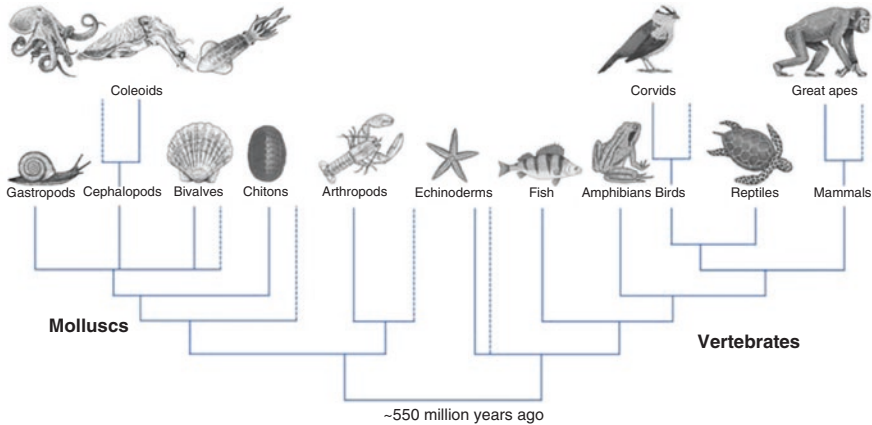 Coleoids
Corvids
Great apes
Gastropods Cephalopods Bivalves Chitons Arthropods Echinoderms Fish Amphibians Birds Reptiles Mammals
Molluscs
Vertebrates
~550 million years ago